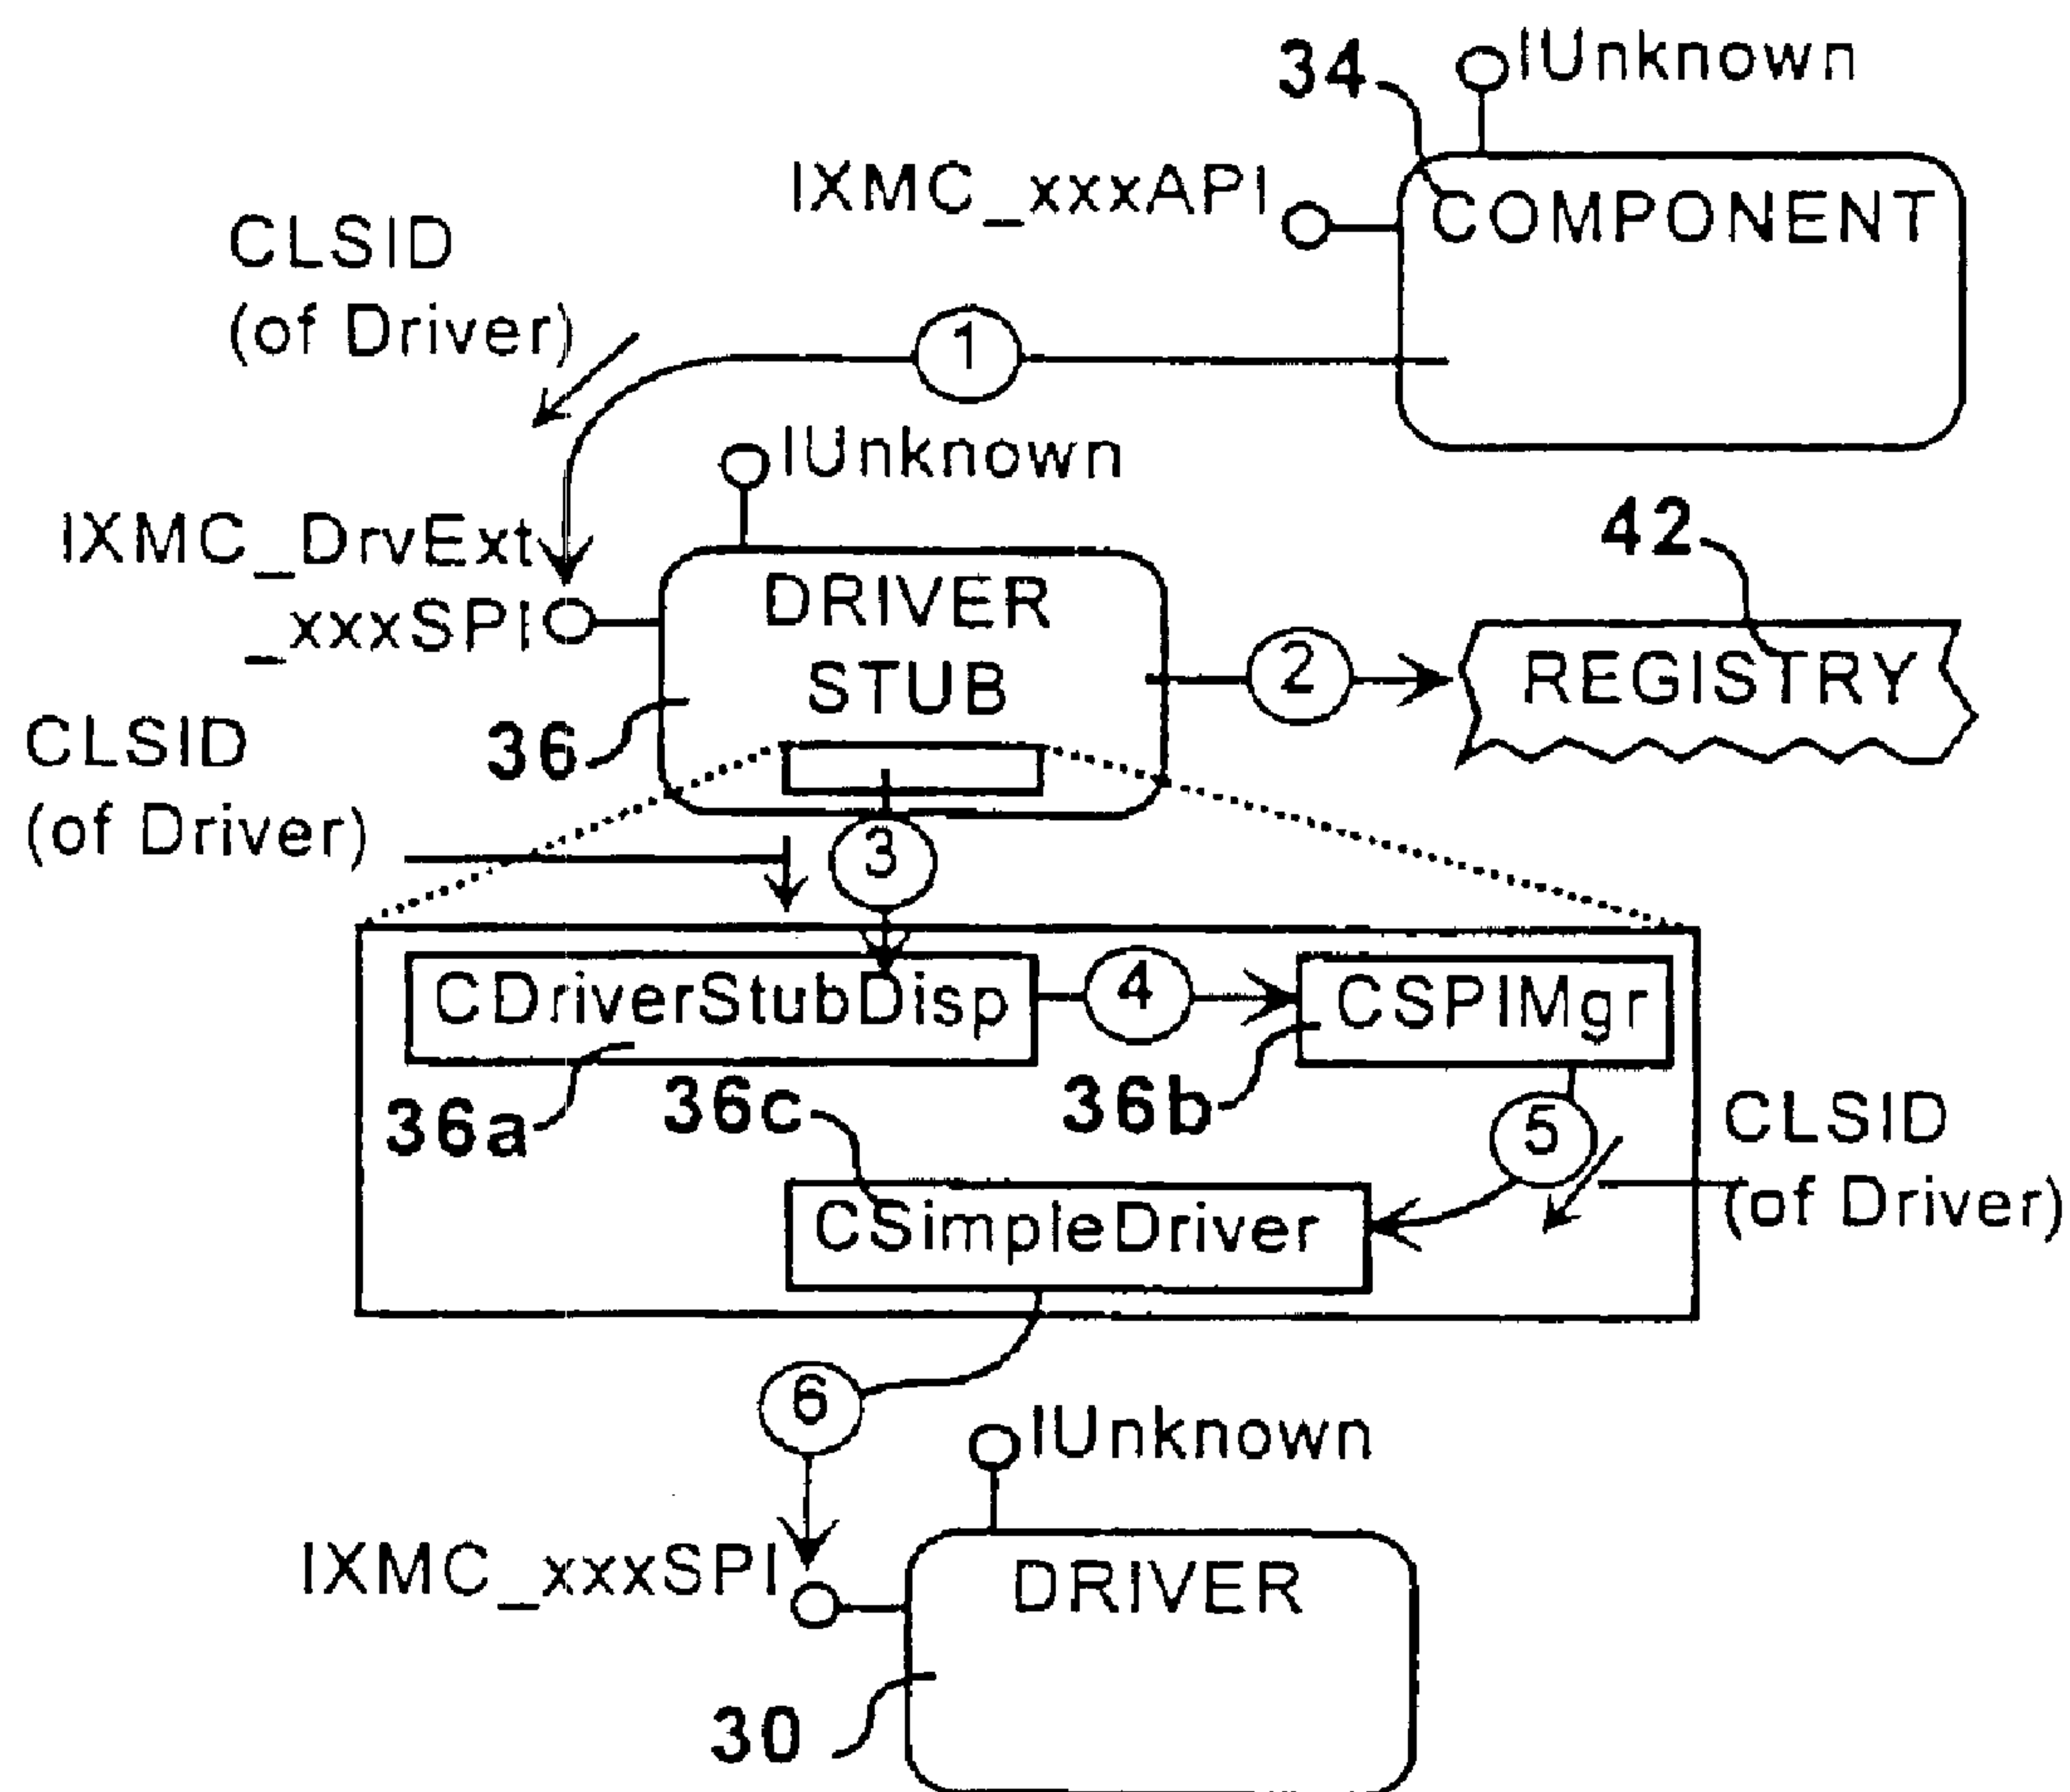 34
IUnknown
IXMC_xxxAPI
COMPONENT
CLSID
(of Driver)
1
IUnknown
IXMC_DrvExt
_xxxSPI
42
DRIVER
STUB
2
REGISTRY
36
CLSID
(of Driver)
3
CDriverStubDisp
4
CSPIMgr
36a
36c
36b
5
CLSID
(of Driver)
CSimpleDriver
6
IUnknown
IXMC_xxxSPI
DRIVER
30